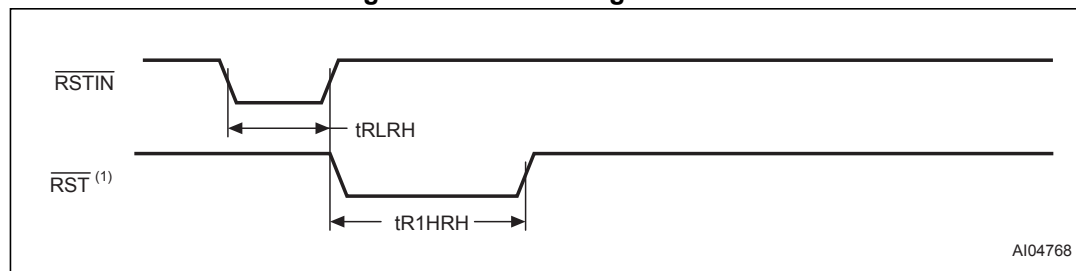 RSTIN
tRLRH
RST (1)
tR1HRH
AI04768